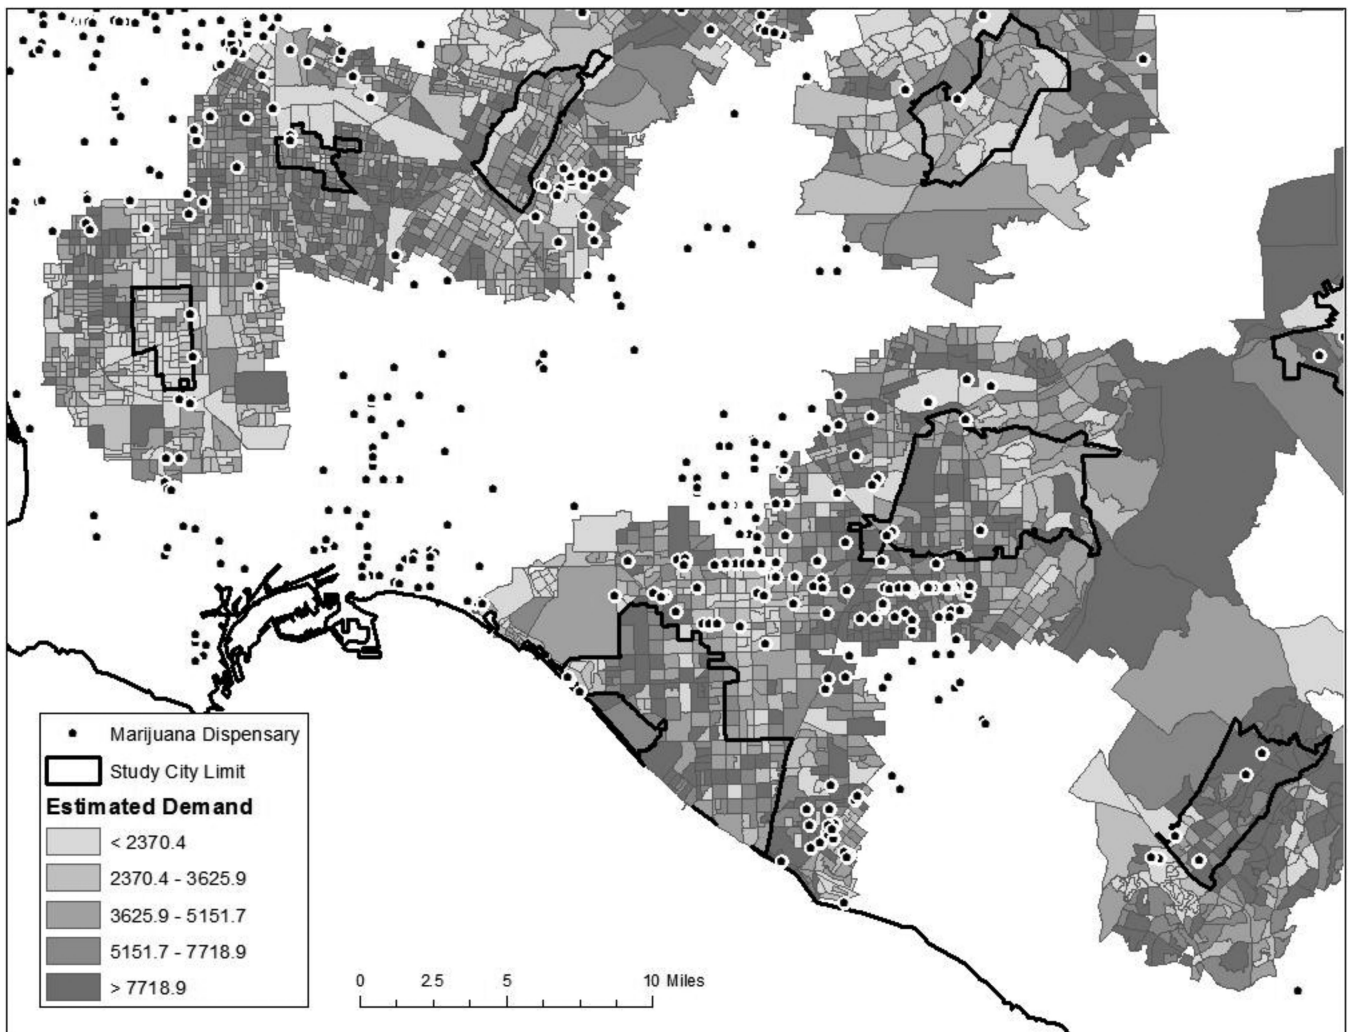 Marijuana Dispensary
Study City Limit
Estimated Demand
< 2370.4
2370.4 - 3625.9
3625.9 - 5151.7
5151.7 - 7718.9
> 7718.9
0 2.5 5 10 Miles